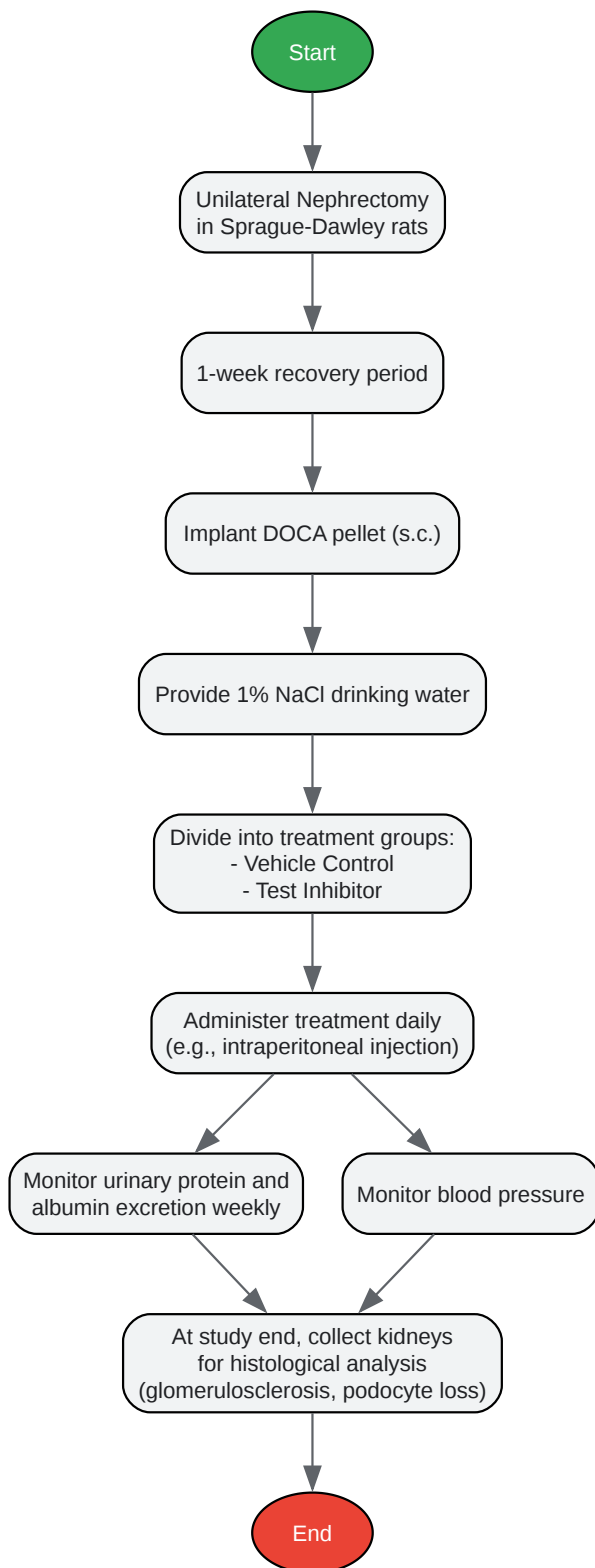 Start
Unilateral Nephrectomy
in Sprague-Dawley rats
1-week recovery period
Implant DOCA pellet (s.c.)
Provide 1% NaCl drinking water
Divide into treatment groups:
- Vehicle Control
- Test Inhibitor
Administer treatment daily
(e.g., intraperitoneal injection)
Monitor urinary protein and
albumin excretion weekly
Monitor blood pressure
At study end, collect kidneys
for histological analysis
(glomerulosclerosis, podocyte loss)
End